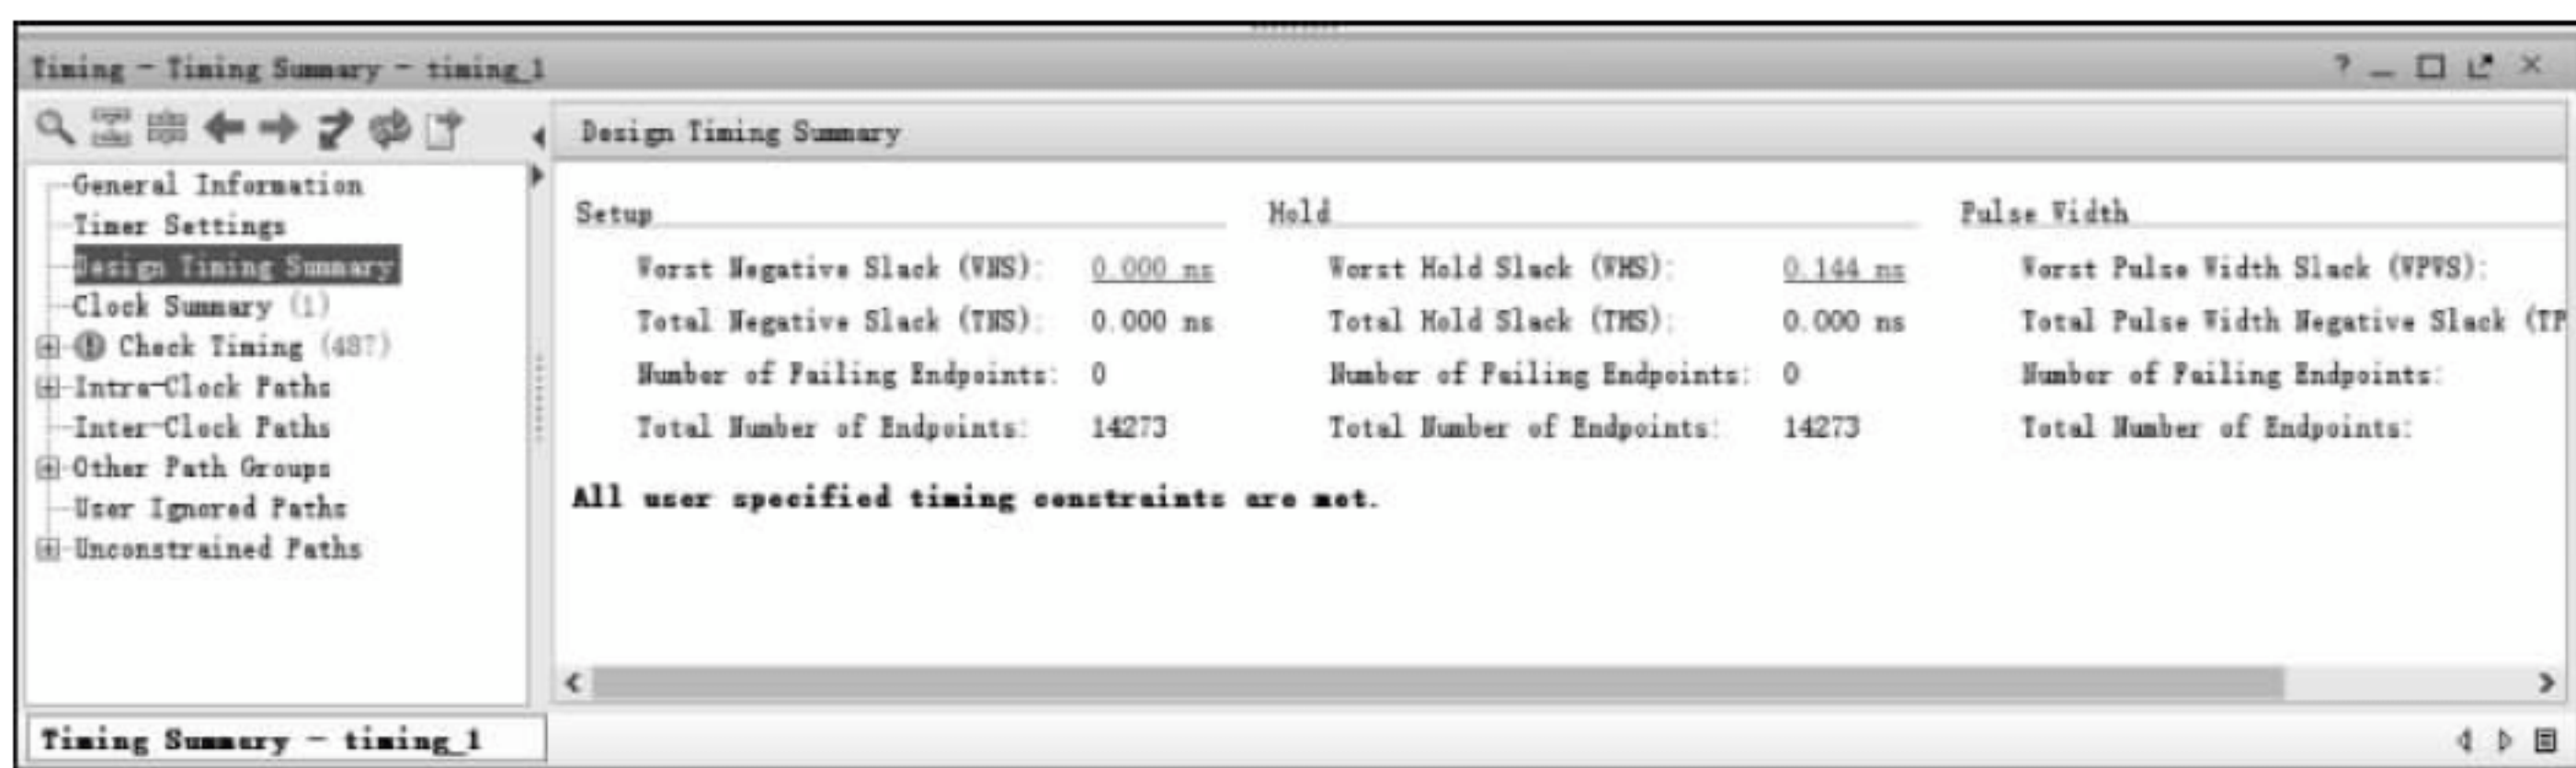 Timing - Timing Summary - timing_1
Design Timing Summary
General Information
Timer Settings
Design Timing Summary
Clock Summary (1)
Check Timing (487)
Intra-Clock Paths
Inter-Clock Paths
Other Path Groups
User Ignored Paths
Unconstrained Paths
Setup
Worst Negative Slack (WNS): 0.000 ns
Total Negative Slack (TNS): 0.000 ns
Number of Failing Endpoints: 0
Total Number of Endpoints: 14273
Hold
Worst Hold Slack (WHS): 0.144 ns
Total Hold Slack (THS): 0.000 ns
Number of Failing Endpoints: 0
Total Number of Endpoints: 14273
Pulse Width
Worst Pulse Width Slack (WPWS):
Total Pulse Width Negative Slack (TP
Number of Failing Endpoints:
Total Number of Endpoints:
All user specified timing constraints are met.
Timing Summary - timing_1